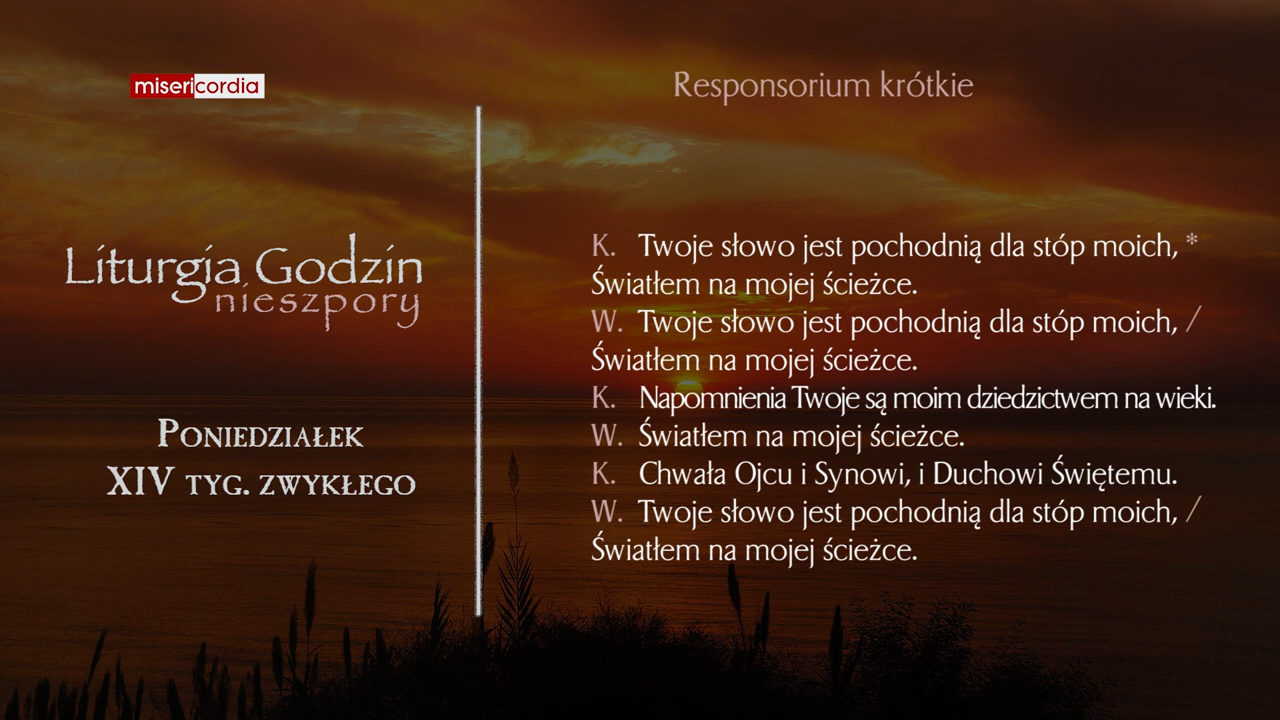 misericordia
Liturgia Godzin
nieszpory
Poniedziałek
XIV tyg. zwykłego
Responsorium krótkie
K. Twoje słowo jest pochodnią dla stóp moich, *
Światłem na mojej ścieżce.
W. Twoje słowo jest pochodnią dla stóp moich, /
Światłem na mojej ścieżce.
K. Napomnienia Twoje są moim dziedzictwem na wieki.
W. Światłem na mojej ścieżce.
K. Chwała Ojcu i Synowi, i Duchowi Świętemu.
W. Twoje słowo jest pochodnią dla stóp moich, /
Światłem na mojej ścieżce.